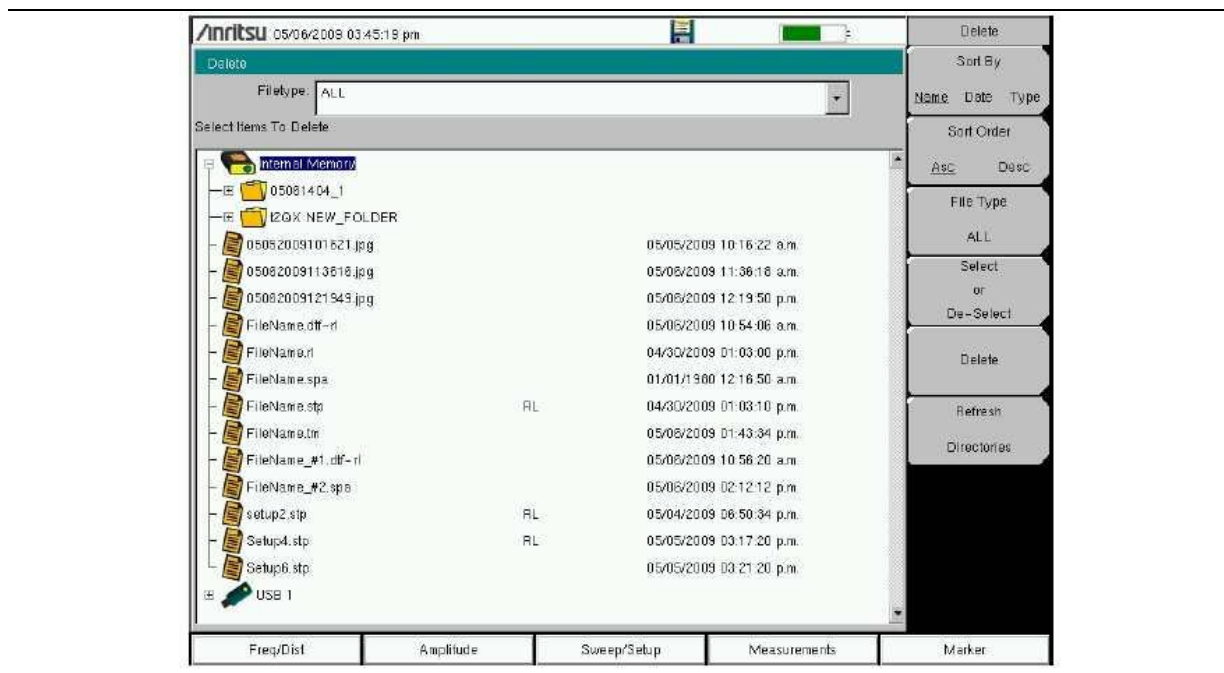 /inritsu 05/06/2009 03:45:19 pm
Delete
Filetype: ALL
Select Items To Delete
Internal Memory
05081404_1
I2GX NEW_FOLDER
05052009101621.jpg 05/05/2009 10:16:22 a.m.
05062009113618.jpg 05/06/2009 11:36:18 a.m.
05062009121949.jpg 05/06/2009 12:19:50 p.m.
FileName.dtf-rl 05/06/2009 10:54:06 a.m.
FileName.rl 04/30/2009 01:03:00 p.m.
FileName.spa 01/01/1980 12:16:50 a.m.
FileName.stp RL 04/30/2009 01:03:10 p.m.
FileName.tm 05/06/2009 01:43:34 p.m.
FileName_#1.dtf-rl 05/06/2009 10:56:20 a.m.
FileName_#2.spa 05/06/2009 02:12:12 p.m.
setup2.stp RL 05/04/2009 06:50:34 p.m.
Setup4.stp RL 05/05/2009 03:17:20 p.m.
Setup6.stp 05/05/2009 03:21:20 p.m.
USB 1
Delete
Sort By
Name Date Type
Sort Order
Asc Desc
File Type
ALL
Select
or
De-Select
Delete
Refresh
Directories
Freq/Dist Amplitude Sweep/Setup Measurements Marker